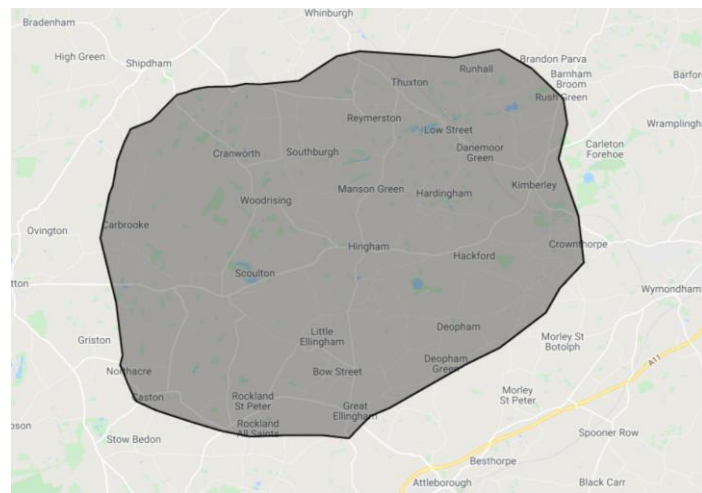 Whinburgh
Bradenham
High Green
Shipdham
Brandon Parva
Runhall
Thuxton
Barnham
Broom
Barfor
Rush Green
Reymerston
Low Street
Wramplingh
Danemoor
Green
Carleton
Forehoe
Cranworth
Southburgh
Manson Green
Hardingham
Kimberley
Woodrising
Carbrooke
Ovington
Hingham
Crownthorpe
Hackford
Scoulton
tton
Wymondham
Little
Ellingham
Deopham
Griston
Morley St
Botolph
Deopham
Green
A11
Northacre
Bow Street
Caston
Rockland
St Peter
Morley
St Peter
Great
Ellingham
pson
Rockland
All Saints
Stow Bedon
Spooner Row
Besthorpe
Attleborough
Black Carr